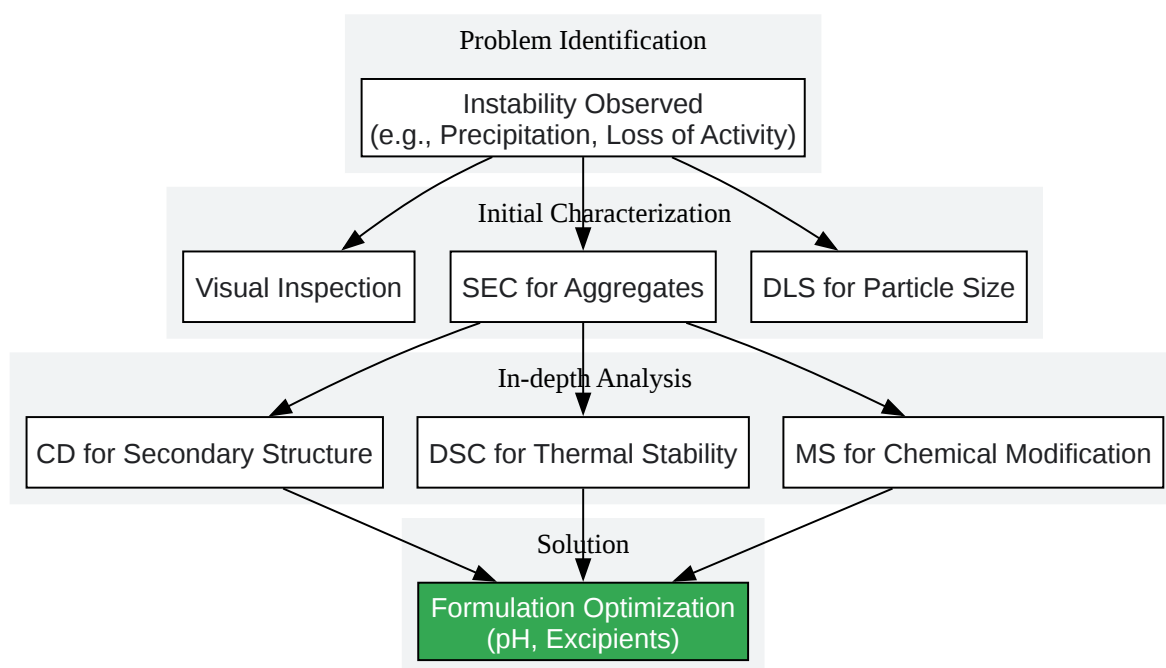 Problem Identification
Instability Observed
(e.g., Precipitation, Loss of Activity)
Initial Characterization
Visual Inspection
SEC for Aggregates
DLS for Particle Size
In-depth Analysis
CD for Secondary Structure
DSC for Thermal Stability
MS for Chemical Modification
Solution
Formulation Optimization
(pH, Excipients)